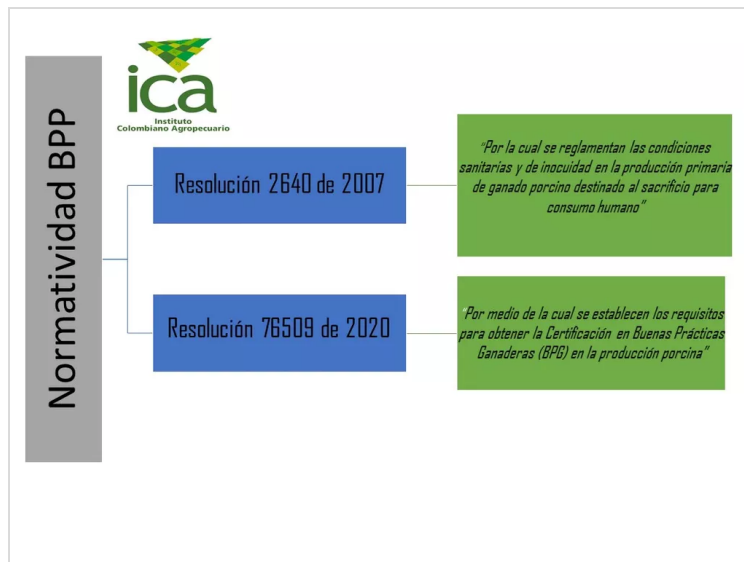 Normatividad BPP
ica
Instituto
Colombiano Agropecuario
Resolución 2640 de 2007
"Por la cual se reglamentan las condiciones
sanitarias y de inocuidad en la producción primaria
de ganado porcino destinado al sacrificio para
consumo humano"
Resolución 76509 de 2020
"Por medio de la cual se establecen los requisitos
para obtener la Certificación en Buenas Prácticas
Ganaderas (BPG) en la producción porcina"